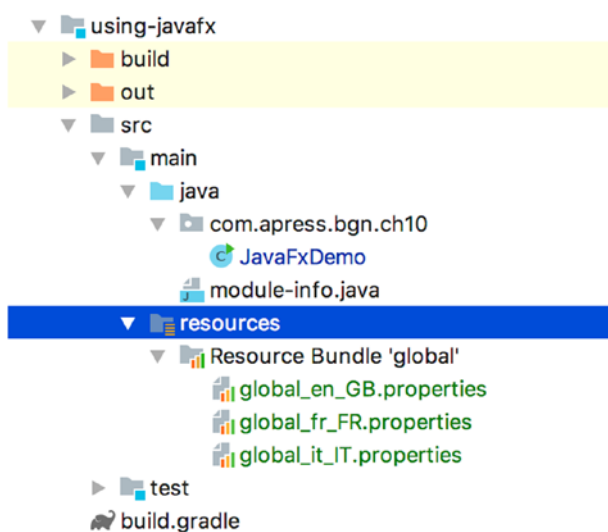 using-javafx
build
out
src
main
java
com.apress.bgn.ch10
JavaFxDemo
module-info.java
resources
Resource Bundle 'global'
global_en_GB.properties
global_fr_FR.properties
global_it_IT.properties
test
build.gradle